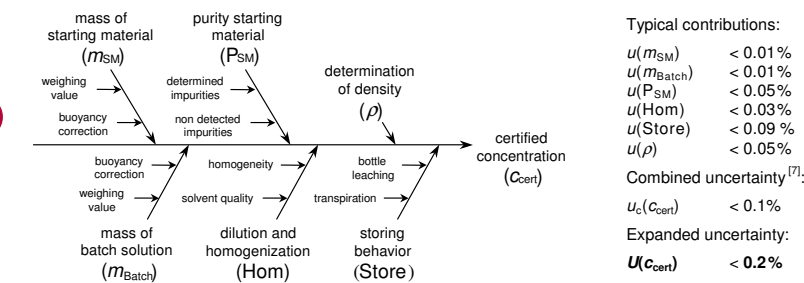 mass of
starting material
(mSM)
purity starting
material
(PSM)
determination
of density
(ρ)
weighing
value
buoyancy
correction
determined
impurities
non detected
impurities
certified
concentration
(ccert)
buoyancy
correction
weighing
value
homogeneity
solvent quality
bottle
leaching
transpiration
mass of
batch solution
(mBatch)
dilution and
homogenization
(Hom)
storing
behavior
(Store)
Typical contributions:
u(mSM) < 0.01%
u(mBatch) < 0.01%
u(PSM) < 0.05%
u(Hom) < 0.03%
u(Store) < 0.09 %
u(ρ) < 0.05%
Combined uncertainty [7]:
uc(ccert) < 0.1%
Expanded uncertainty:
U(ccert) < 0.2%